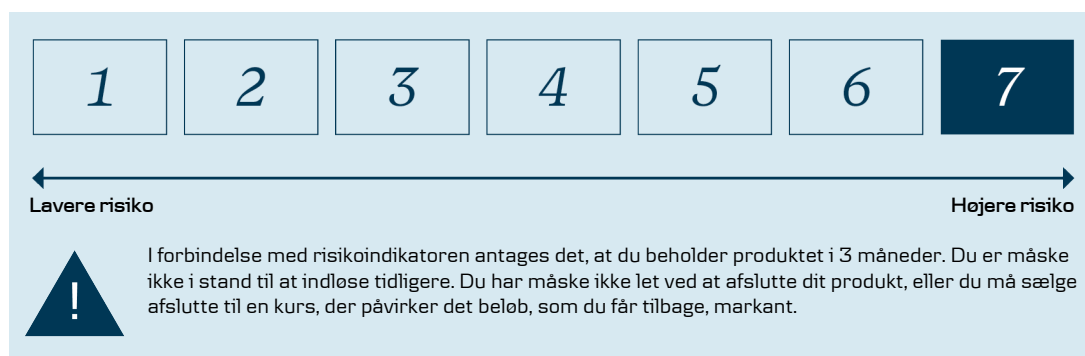 1 2 3 4 5 6 7
Lavere risiko Højere risiko
I forbindelse med risikoindikatoren antages det, at du beholder produktet i 3 måneder. Du er måske
ikke i stand til at indløse tidligere. Du har måske ikke let ved at afslutte dit produkt, eller du må sælge
afslutte til en kurs, der påvirker det beløb, som du får tilbage, markant.
!